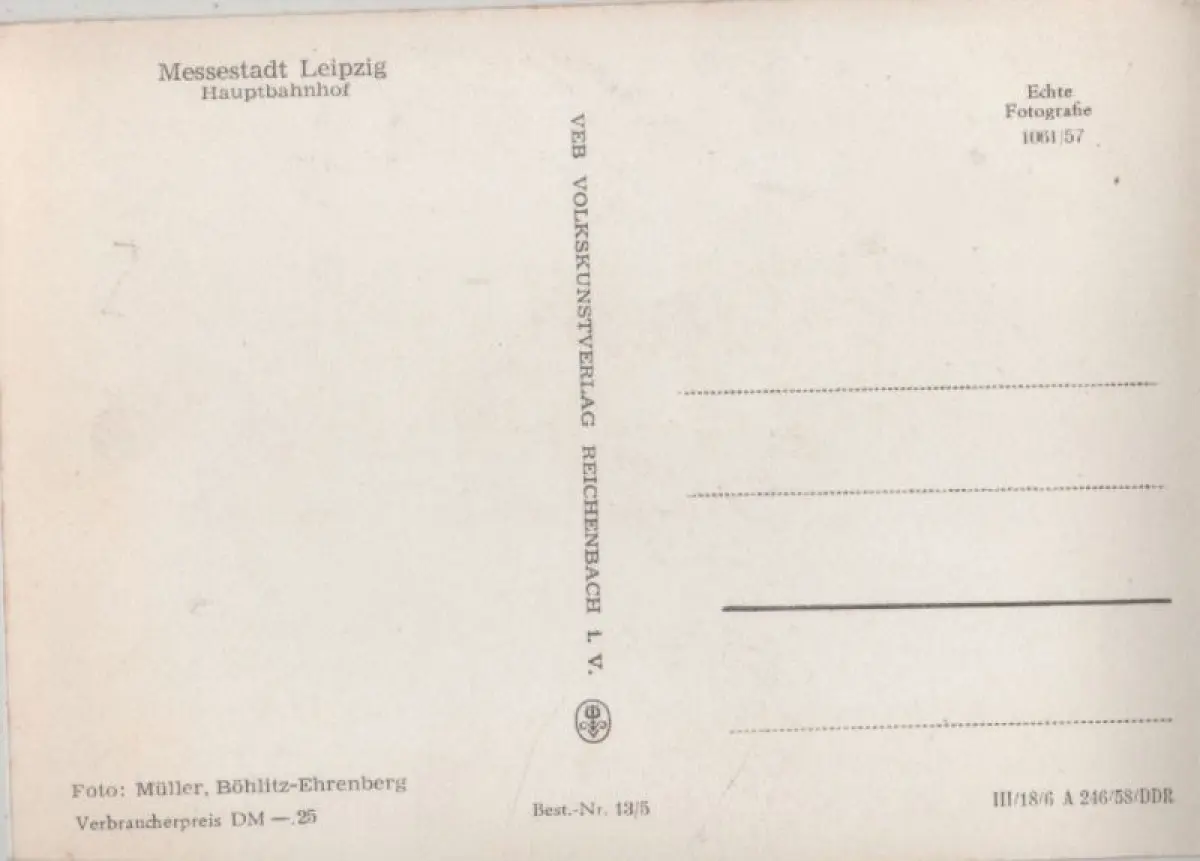 Messestadt Leipzig
Hauptbahnhof
Echte
Fotografie
1061/57
VEB VOLKSKUNSTVERLAG REICHENBACH i. V.
Foto: Müller, Böhlitz-Ehrenberg
Verbraucherpreis DM —.25
Best.-Nr. 13/5
III/18/6 A 246/58/DDR